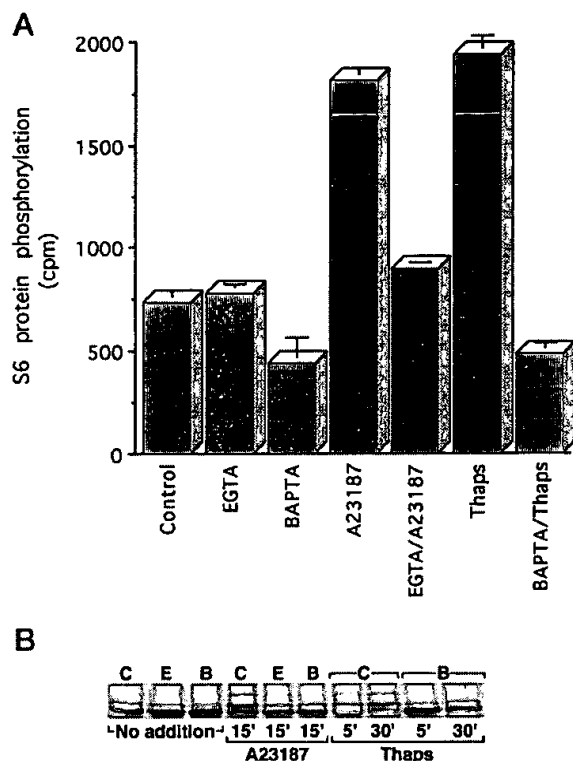 A
S6 protein phosphorylation
(cpm)
2000
1500
1000
500
0
Control
EGTA
BAPTA
A23187
EGTA/A23187
Thaps
BAPTA/Thaps
B
C E B C E B C B
No addition 15' 15' 15' 5' 30' 5' 30'
A23187 Thaps